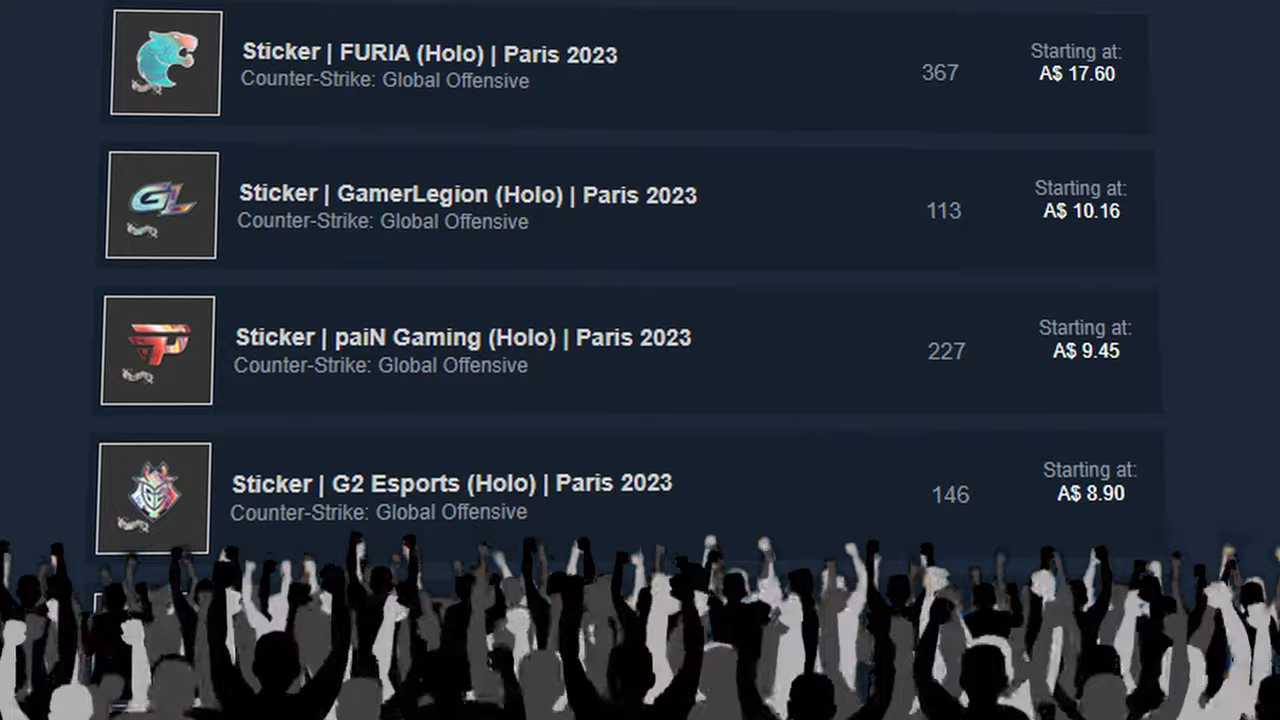 Sticker | FURIA (Holo) | Paris 2023
Counter-Strike: Global Offensive
367
Starting at:
A$ 17.60
GL
Sticker | GamerLegion (Holo) | Paris 2023
Counter-Strike: Global Offensive
113
Starting at:
A$ 10.16
Sticker | paiN Gaming (Holo) | Paris 2023
Counter-Strike: Global Offensive
227
Starting at:
A$ 9.45
G2
Sticker | G2 Esports (Holo) | Paris 2023
Counter-Strike: Global Offensive
146
Starting at:
A$ 8.90